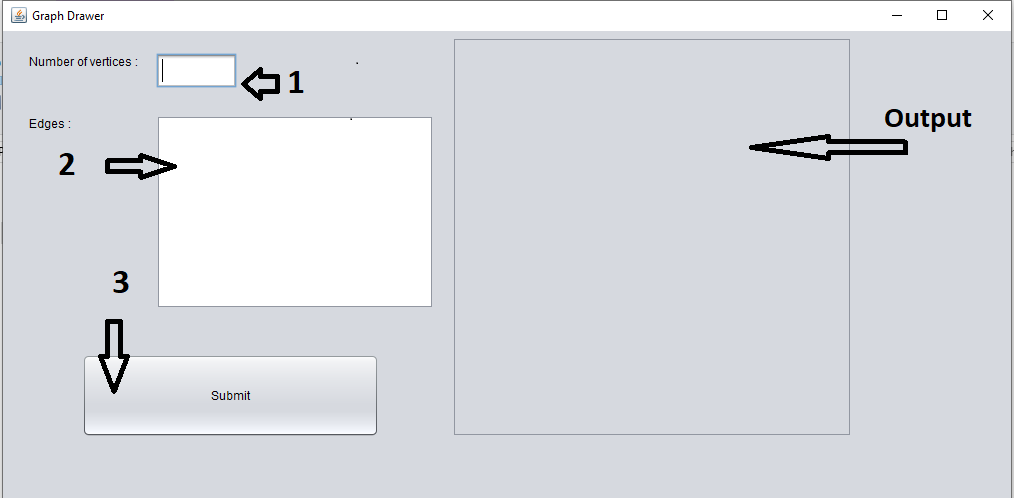 Graph Drawer
Number of vertices :
1
Output
Edges :
2
3
Submit